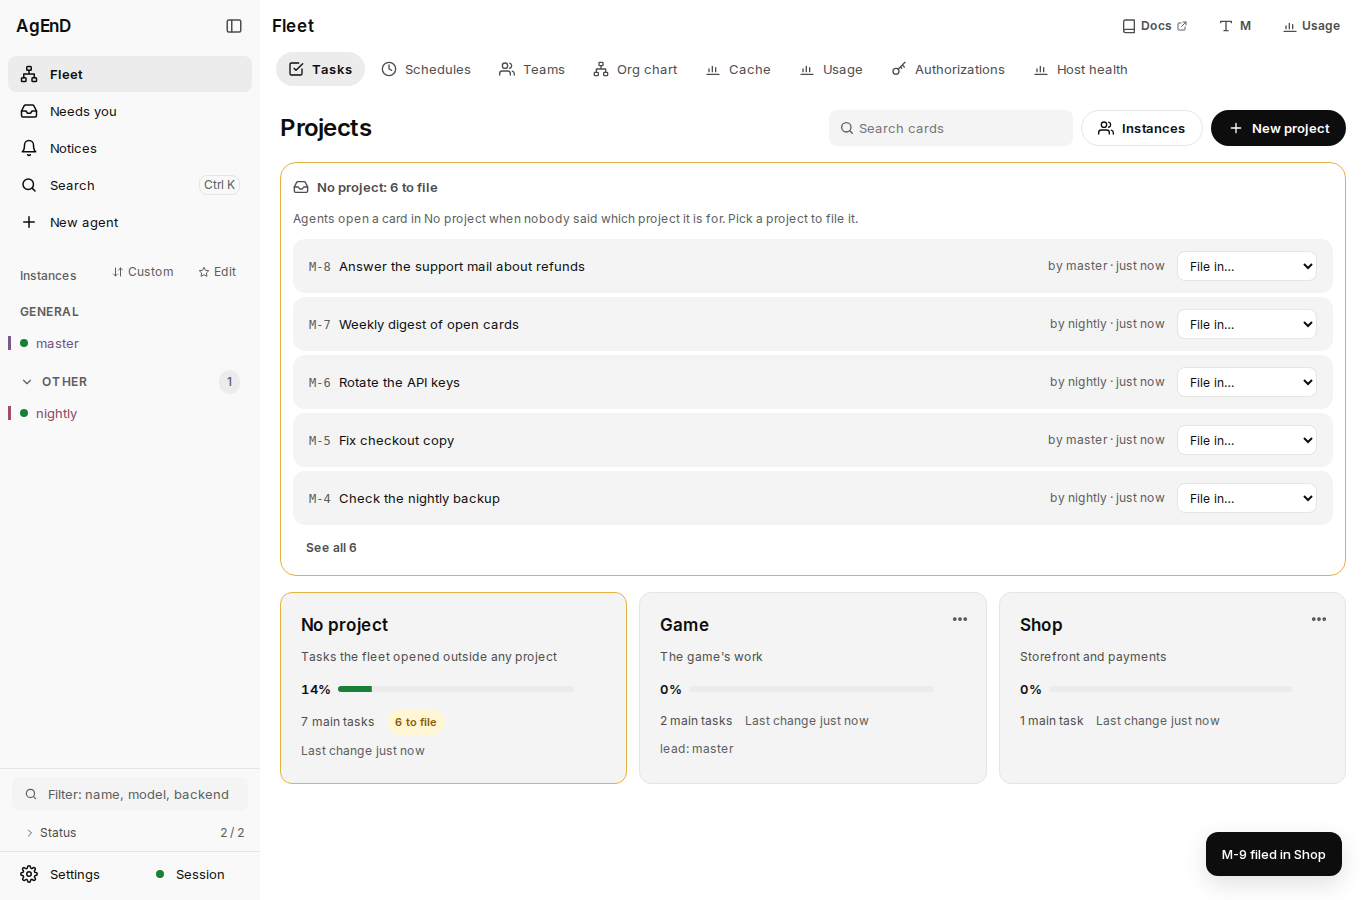 AgEnD
Fleet
Needs you
Notices
Search Ctrl K
New agent
Instances Custom Edit
GENERAL
master
OTHER 1
nightly
Filter: name, model, backend
Status 2 / 2
Settings Session
Fleet
Docs M Usage
Tasks Schedules Teams Org chart Cache Usage Authorizations Host health
Projects
Search cards Instances New project
No project: 6 to file
Agents open a card in No project when nobody said which project it is for. Pick a project to file it.
M-8 Answer the support mail about refunds by master · just now File in...
M-7 Weekly digest of open cards by nightly · just now File in...
M-6 Rotate the API keys by nightly · just now File in...
M-5 Fix checkout copy by master · just now File in...
M-4 Check the nightly backup by nightly · just now File in...
See all 6
No project
Tasks the fleet opened outside any project
14%
7 main tasks 6 to file
Last change just now
Game
The game's work
0%
2 main tasks Last change just now
lead: master
Shop
Storefront and payments
0%
1 main task Last change just now
M-9 filed in Shop